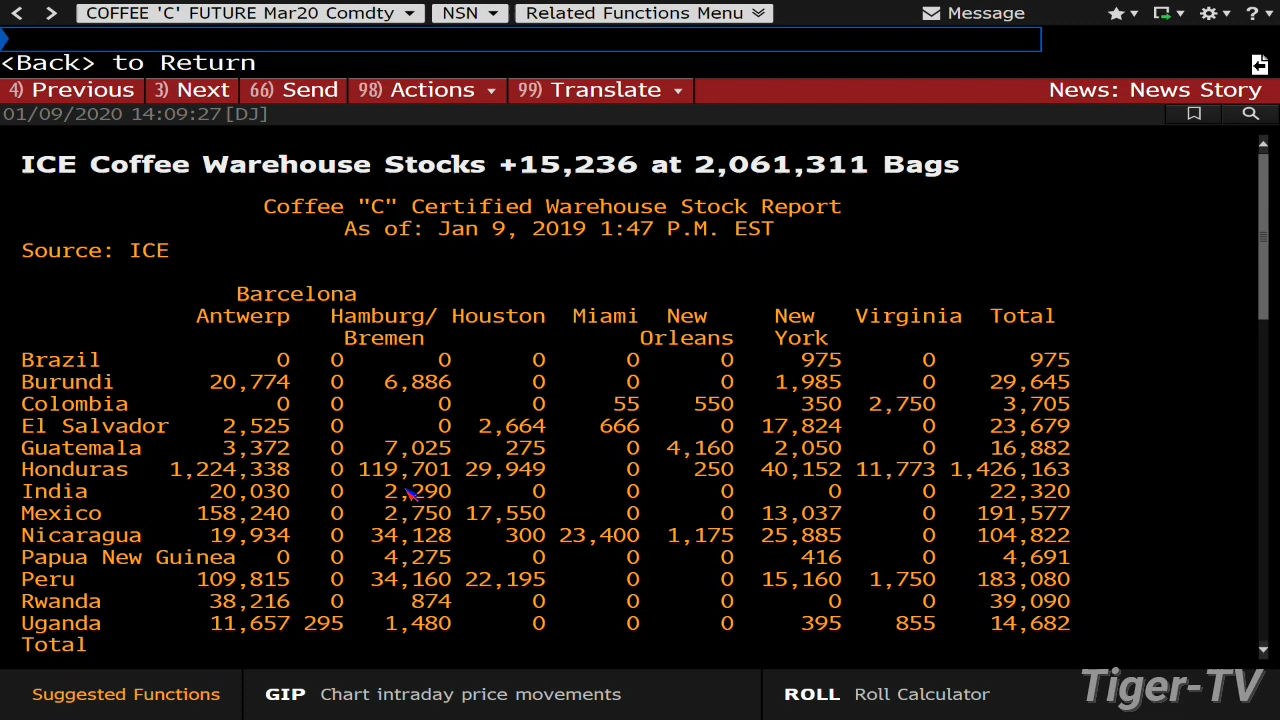 COFFEE 'C' FUTURE Mar20 Comdty NSN Related Functions Menu Message ?
<Back> to Return
4) Previous 3) Next 66) Send 98) Actions 99) Translate News: News Story
01/09/2020 14:09:27[DJ]
ICE Coffee Warehouse Stocks +15,236 at 2,061,311 Bags
Coffee "C" Certified Warehouse Stock Report
As of: Jan 9, 2019 1:47 P.M. EST
Source: ICE
Barcelona
Antwerp Hamburg/ Houston Miami New New Virginia Total
Bremen Orleans York
Brazil 0 0 0 0 0 0 975 0 975
Burundi 20,774 0 6,886 0 0 0 1,985 0 29,645
Colombia 0 0 0 0 55 550 350 2,750 3,705
El Salvador 2,525 0 0 2,664 666 0 17,824 0 23,679
Guatemala 3,372 0 7,025 275 0 4,160 2,050 0 16,882
Honduras 1,224,338 0 119,701 29,949 0 250 40,152 11,773 1,426,163
India 20,030 0 2,290 0 0 0 0 0 22,320
Mexico 158,240 0 2,750 17,550 0 0 13,037 0 191,577
Nicaragua 19,934 0 34,128 300 23,400 1,175 25,885 0 104,822
Papua New Guinea 0 0 4,275 0 0 0 416 0 4,691
Peru 109,815 0 34,160 22,195 0 0 15,160 1,750 183,080
Rwanda 38,216 0 874 0 0 0 0 0 39,090
Uganda 11,657 295 1,480 0 0 0 395 855 14,682
Total
Suggested Functions GIP Chart intraday price movements ROLL Roll Calculator
Tiger-TV